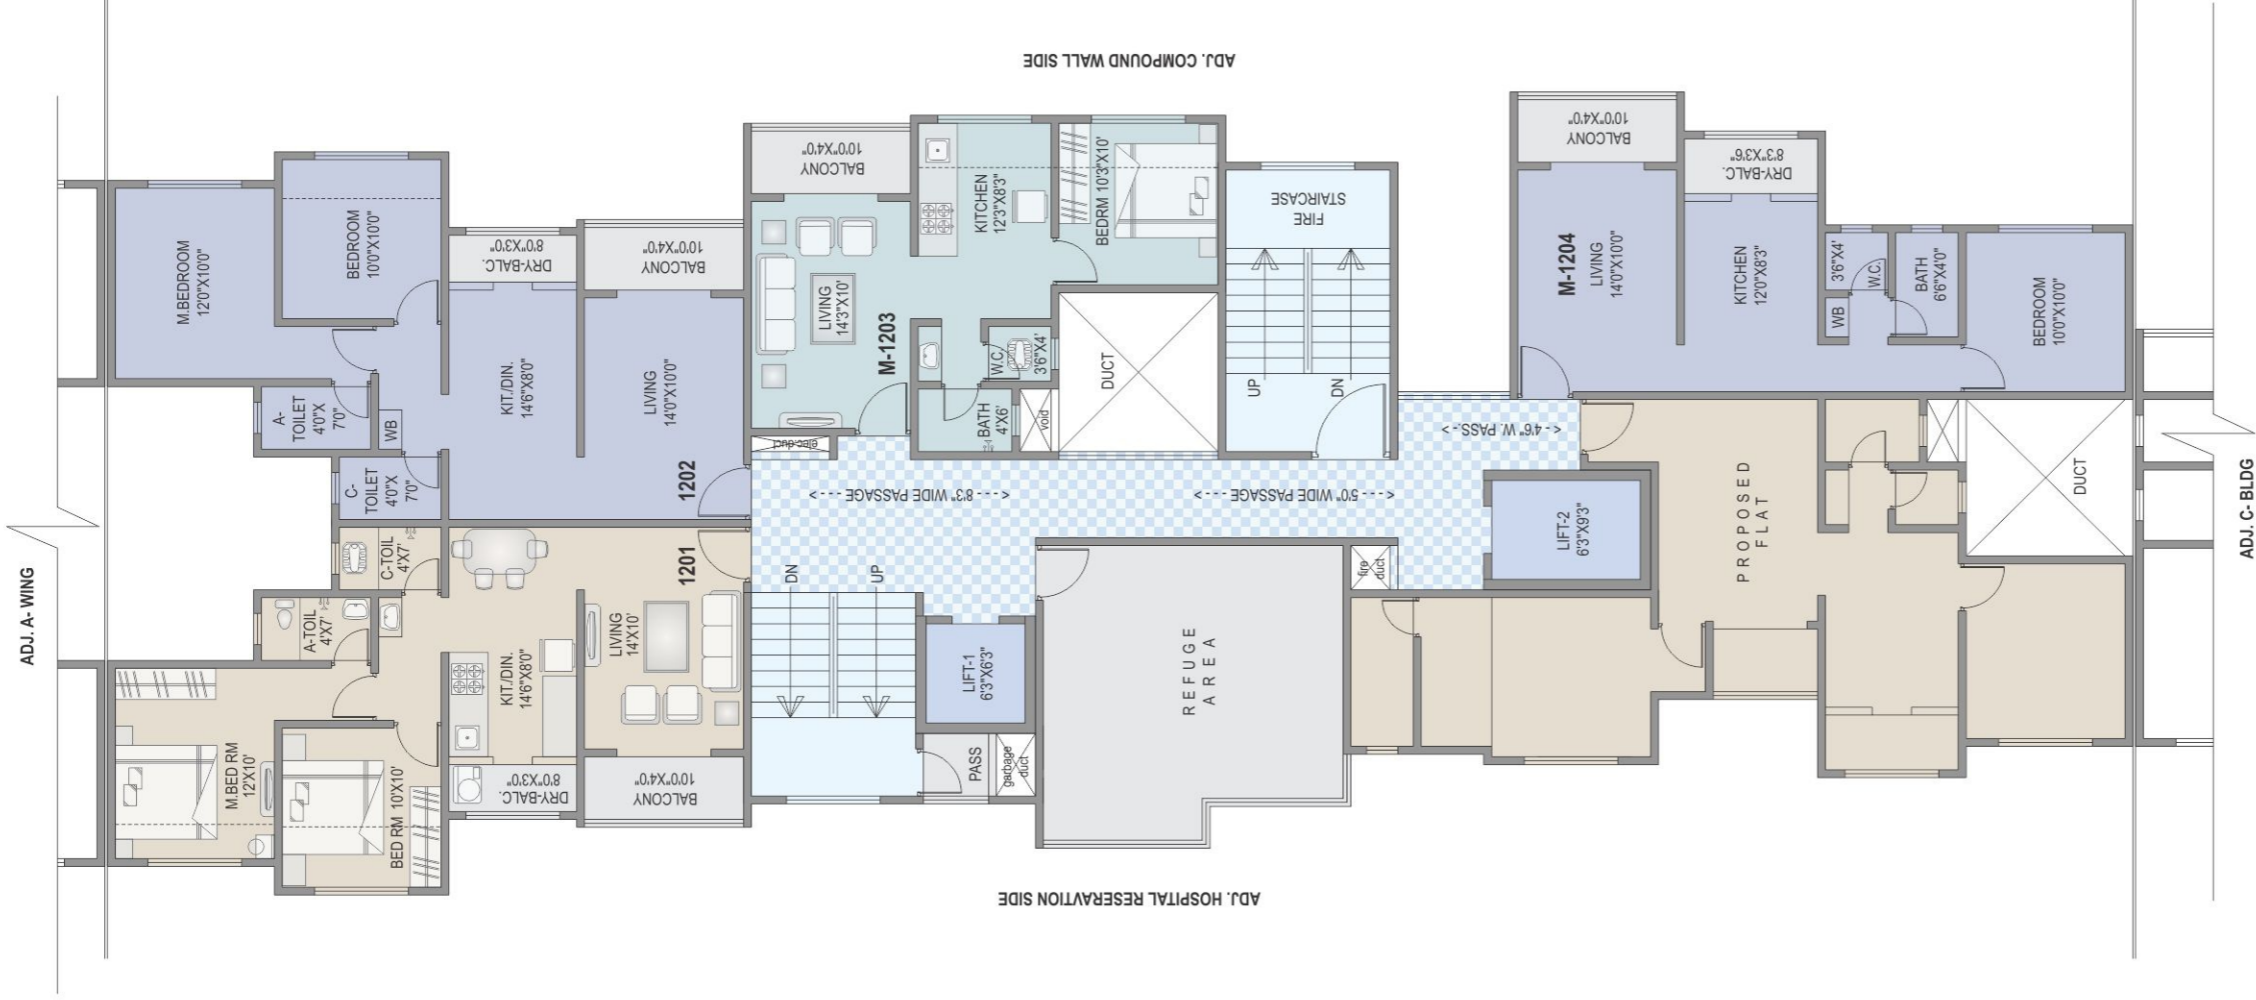 ADJ. COMPOUND WALL SIDE
ADJ. A- WING
M.BEDROOM
12'0"X10'0"
BEDROOM
10'0"X10'0"
DRY-BALC.
8'0"X3'0"
BALCONY
10'0"X4'0"
A-
TOILET
4'0"X
7'0"
WB
C-
TOILET
4'0"X
7'0"
KIT./DIN.
14'6"X8'0"
LIVING
14'0"X10'0"
1202
BALCONY
10'0"X4'0"
LIVING
14'3"X10'
M-1203
KITCHEN
12'3"X8'3"
BEDRM 10'3"X10'
W.C.
3'6"X4'
BATH
4'X6'
void
elec.duct
DUCT
FIRE
STAIRCASE
UP
DN
BALCONY
10'0"X4'0"
DRY-BALC.
8'3"X3'6"
M-1204
LIVING
14'0"X10'0"
KITCHEN
12'0"X8'3"
3'6"X4'
W.C.
WB
BATH
6'6"X4'0"
BEDROOM
10'0"X10'0"
< - - - 8'3" WIDE PASSAGE - - - >
< - - - 5'0" WIDE PASSAGE - - - >
< - 4'6" W. PASS. - >
C-TOIL
4'X7'
A-TOIL
4'X7'
M.BED RM
12'X10'
BED RM 10'X10'
KIT./DIN.
14'6"X8'0"
DRY-BALC.
8'0"X3'0"
LIVING
14'X10'
1201
BALCONY
10'0"X4'0"
DN
UP
LIFT-1
6'3"X6'3"
PASS
garbage
duct
REFUGE
AREA
fire
duct
LIFT-2
6'3"X9'3"
PROPOSED
FLAT
DUCT
ADJ. C- BLDG
ADJ. HOSPITAL RESERAVTION SIDE